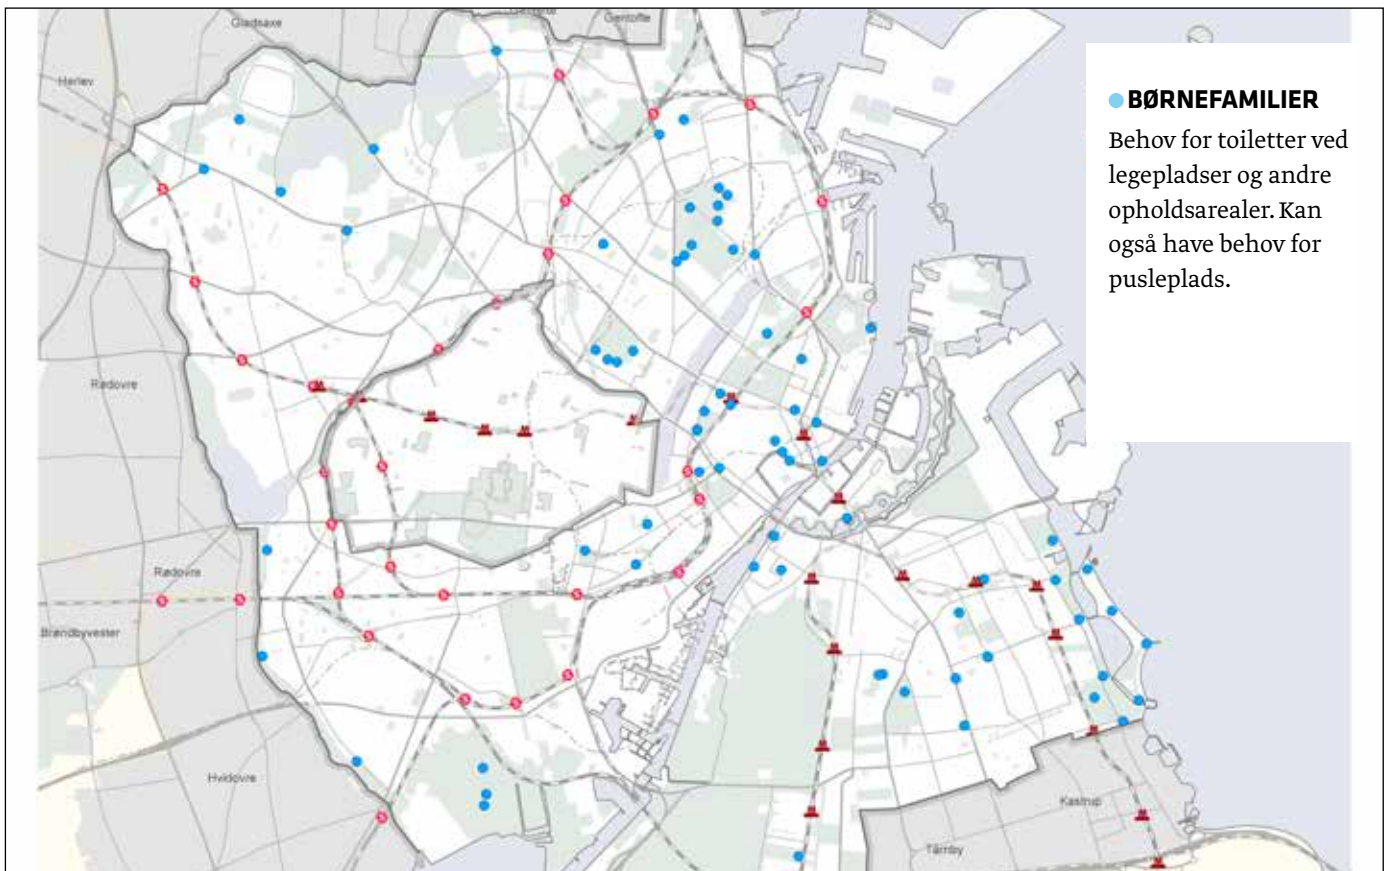 Gladsaxe
Gentofte
Gentofte
Herlev
BØRNEFAMILIER
Behov for toiletter ved
legepladser og andre
opholdsarealer. Kan
også have behov for
pusleplads.
Rødovre
Rødovre
Brøndbyvester
Hvidovre
Kastrup
Tårnby